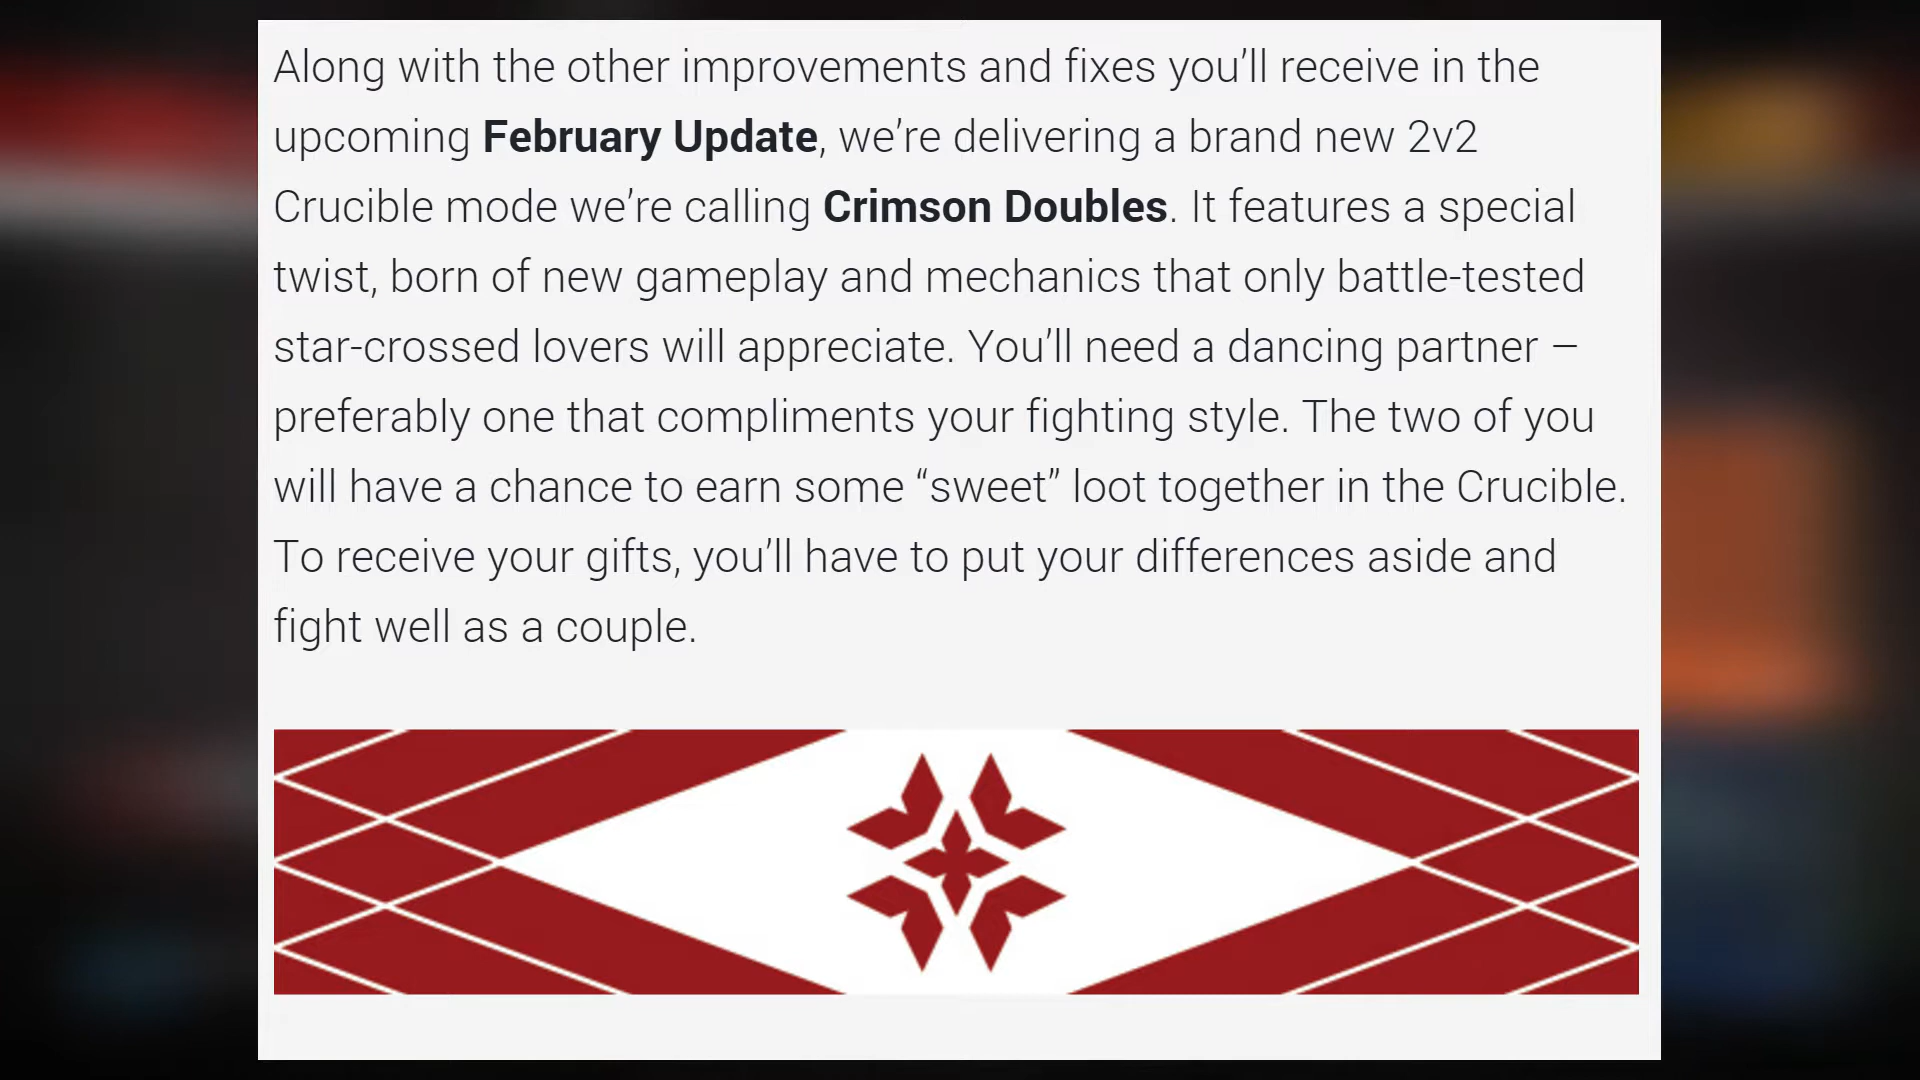 Along with the other improvements and fixes you’ll receive in the
upcoming February Update, we’re delivering a brand new 2v2
Crucible mode we’re calling Crimson Doubles. It features a special
twist, born of new gameplay and mechanics that only battle-tested
star-crossed lovers will appreciate. You’ll need a dancing partner –
preferably one that compliments your fighting style. The two of you
will have a chance to earn some “sweet” loot together in the Crucible.
To receive your gifts, you’ll have to put your differences aside and
fight well as a couple.